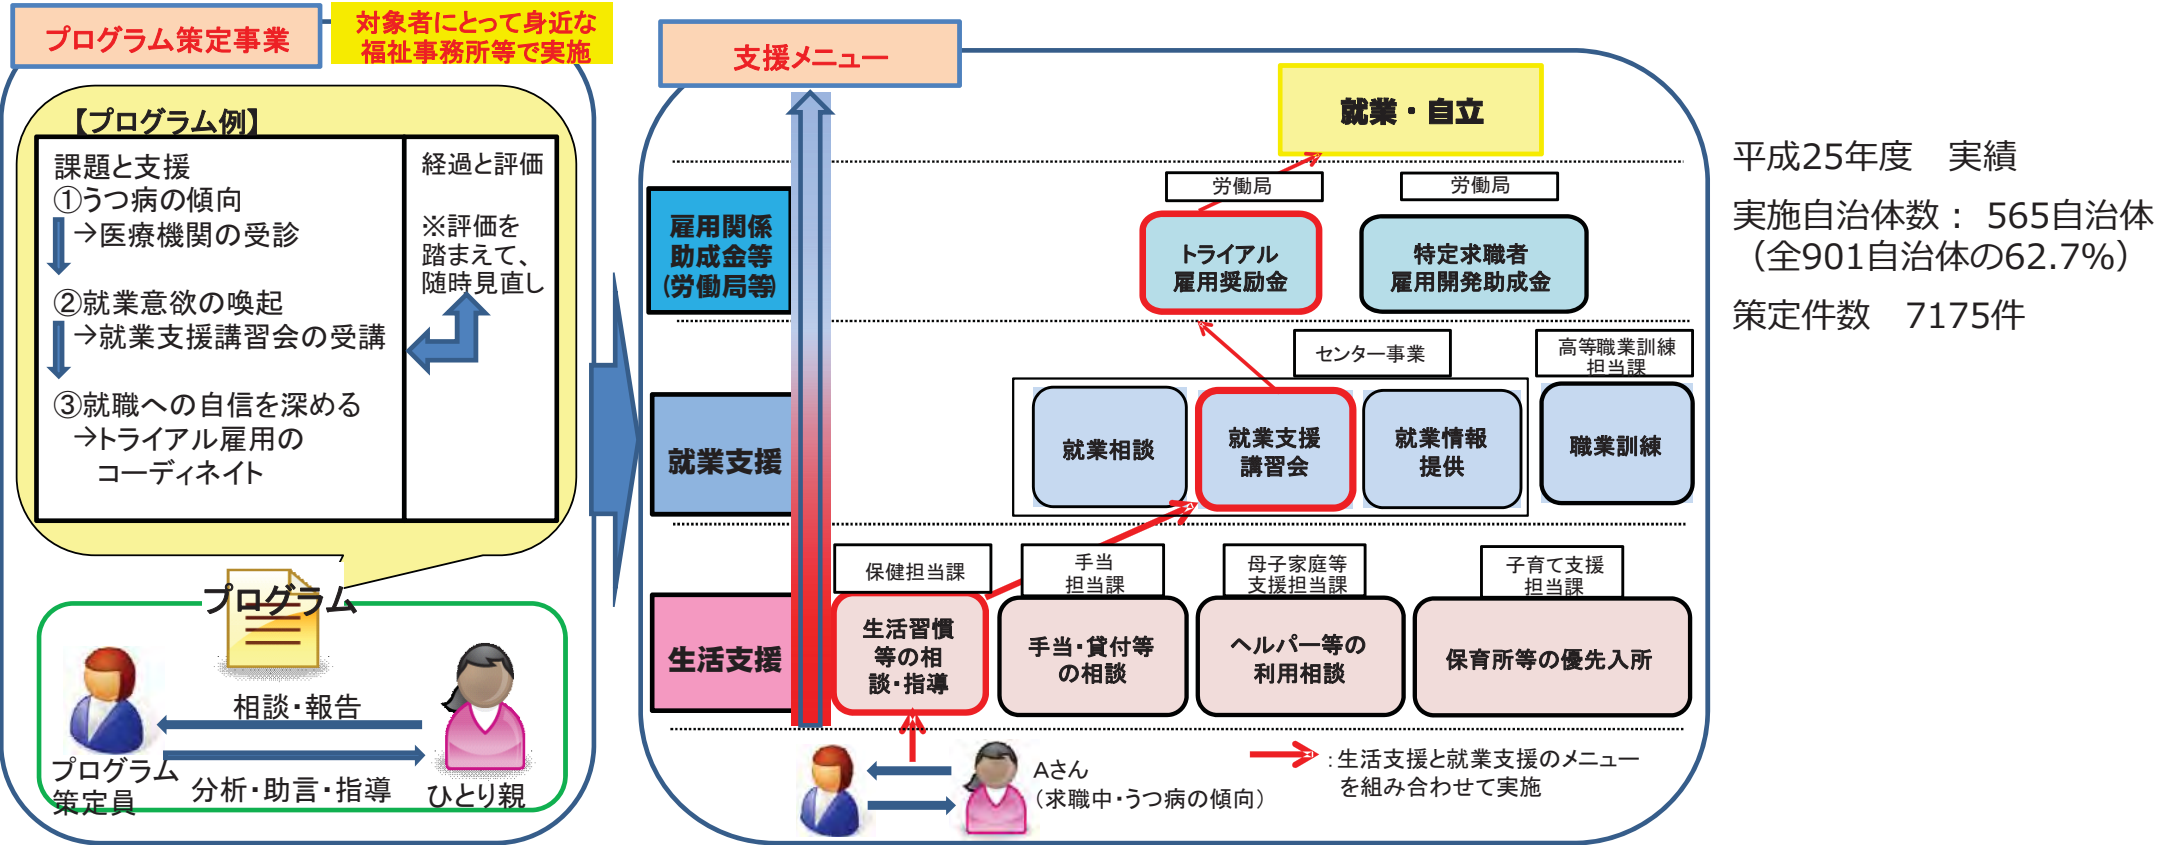 プログラム策定事業
対象者にとって身近な
福祉事務所等で実施
【プログラム例】
課題と支援
①うつ病の傾向
→医療機関の受診
②就業意欲の喚起
→就業支援講習会の受講
③就職への自信を深める
→トライアル雇用の
コーディネイト
経過と評価
※評価を
踏まえて、
随時見直し
プログラム
相談・報告
分析・助言・指導
プログラム
策定員
ひとり親
支援メニュー
就業・自立
雇用関係
助成金等
(労働局等)
労働局
トライアル
雇用奨励金
労働局
特定求職者
雇用開発助成金
就業支援
センター事業
就業相談
就業支援
講習会
就業情報
提供
高等職業訓練
担当課
職業訓練
生活支援
保健担当課
生活習慣
等の相
談・指導
手当
担当課
手当・貸付等
の相談
母子家庭等
支援担当課
ヘルパー等の
利用相談
子育て支援
担当課
保育所等の優先入所
Aさん
（求職中・うつ病の傾向）
：生活支援と就業支援のメニュー
を組み合わせて実施
平成25年度　実績
実施自治体数： 565自治体
（全901自治体の62.7%）
策定件数　7175件